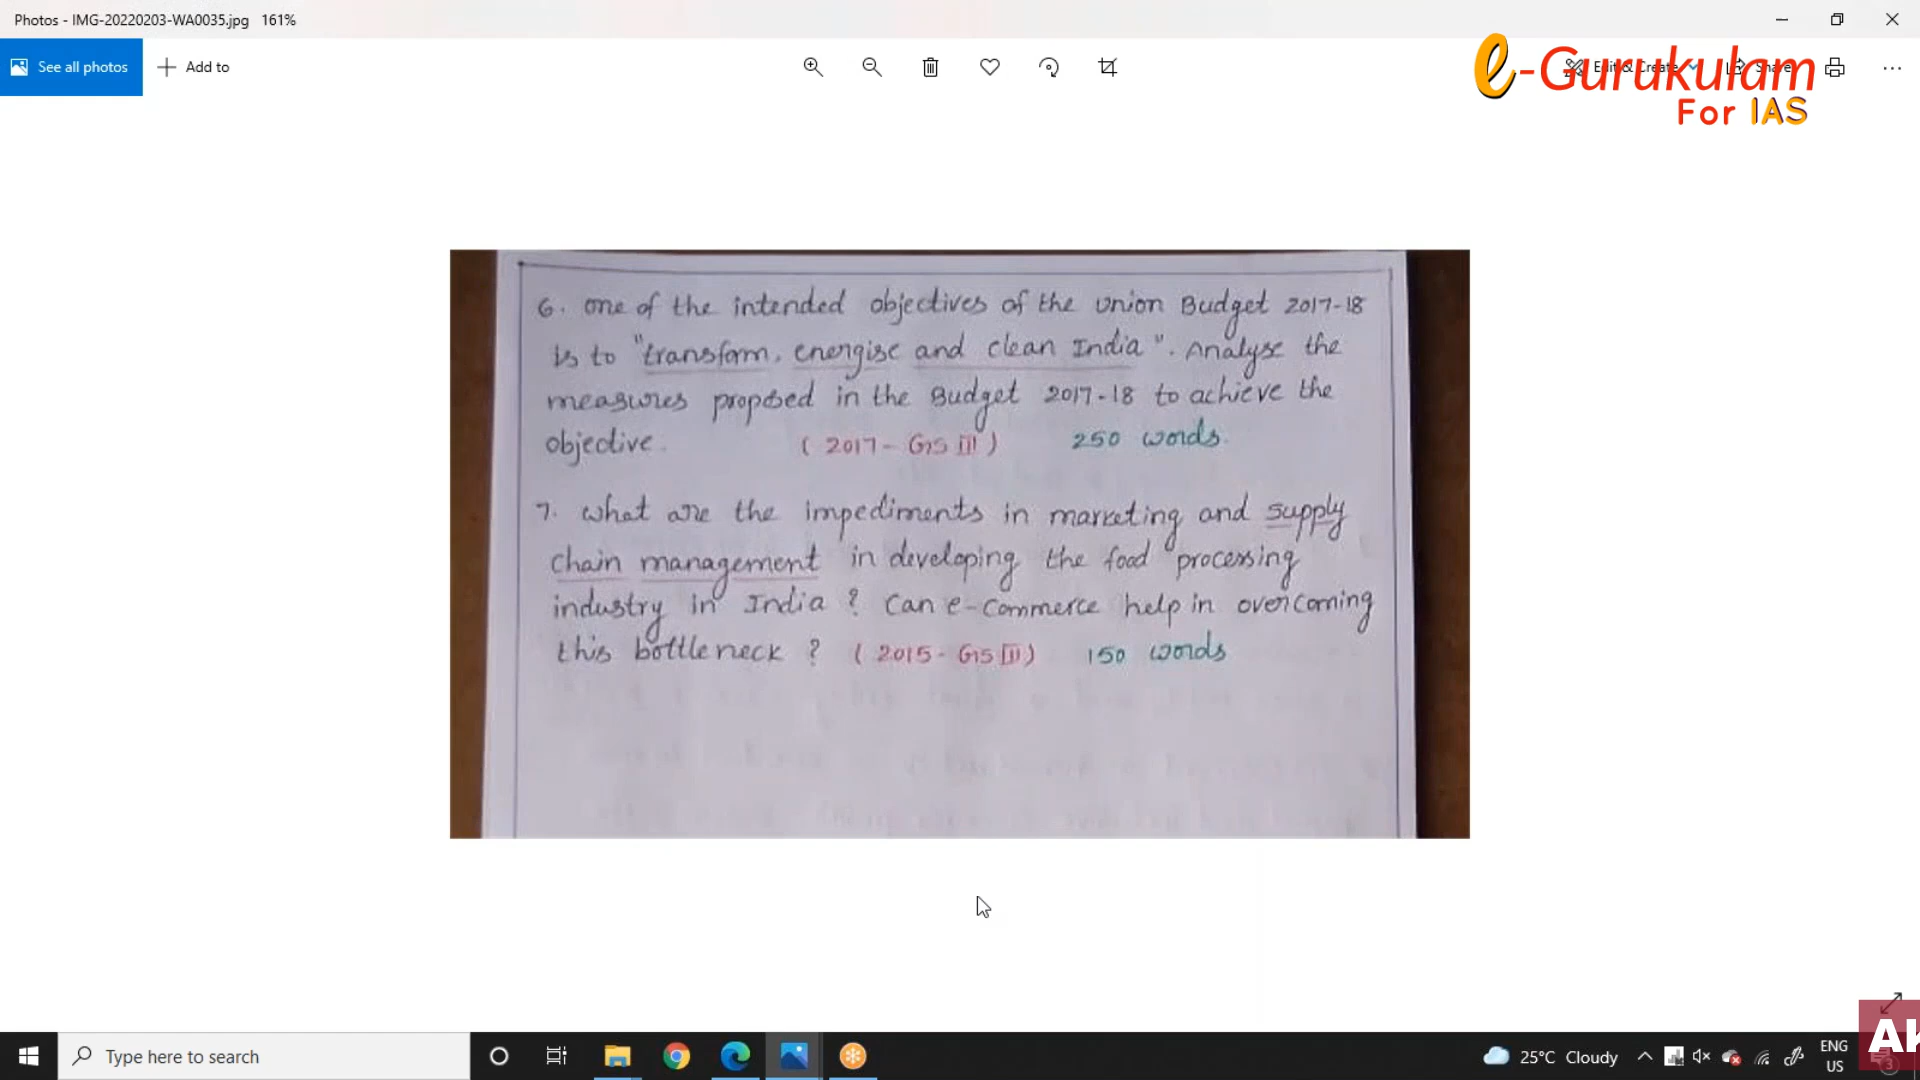 Photos - IMG-20220203-WA0035.jpg 161%
See all photos
Add to
Edit & Create
Share
e-Gurukulam
For IAS
6. One of the intended objectives of the union Budget 2017-18
is to "transform, energise and clean India". Analyse the
measures proposed in the Budget 2017-18 to achieve the
objective. (2017- GS III) 250 words.
7. What are the impediments in marketing and supply
chain management in developing the food processing
industry in India? Can e-commerce help in overcoming
this bottleneck? (2015- GS III) 150 words
Type here to search
25°C Cloudy
ENG
US
3